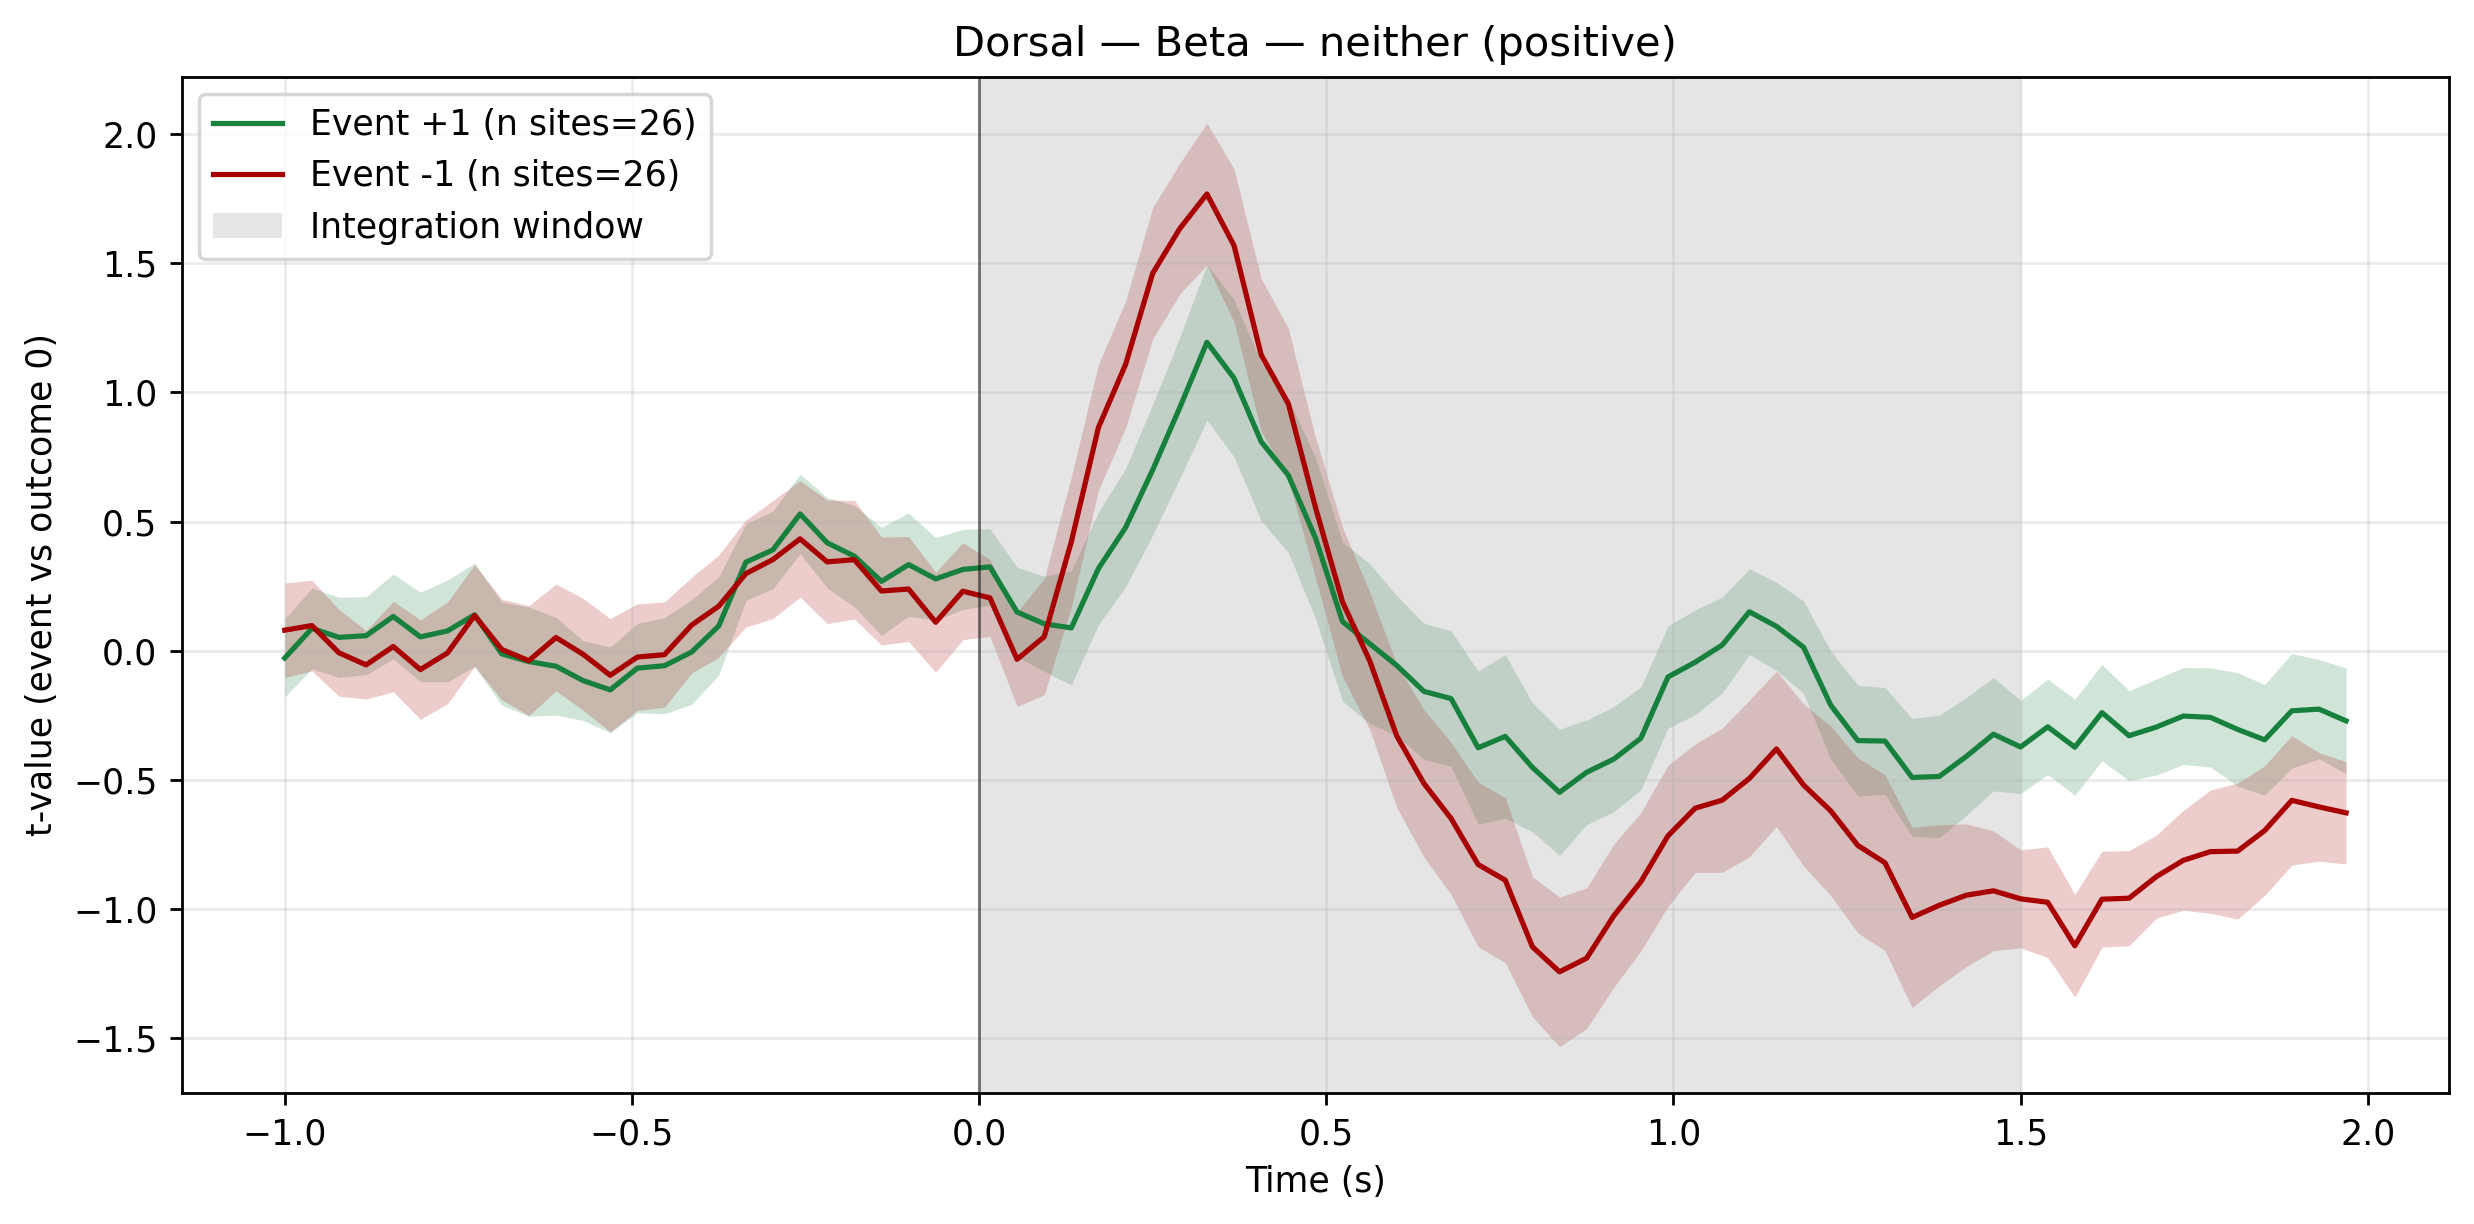 Dorsal — Beta — neither (positive)
Event +1 (n sites=26)
Event -1 (n sites=26)
Integration window
t-value (event vs outcome 0)
2.0
1.5
1.0
0.5
0.0
−0.5
−1.0
−1.5
−1.0
−0.5
0.0
0.5
1.0
1.5
2.0
Time (s)